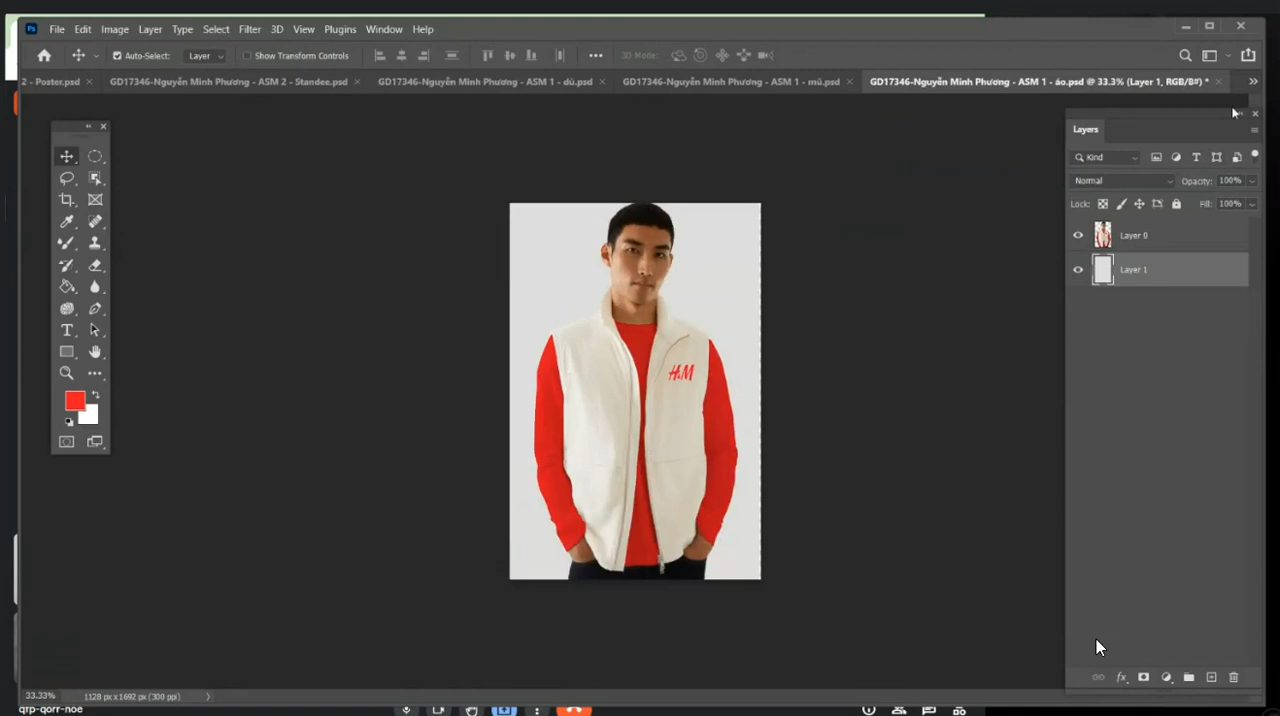 Ps File Edit Image Layer Type Select Filter 3D View Plugins Window Help
Auto-Select: Layer Show Transform Controls 3D Mode:
2 - Poster.psd × GD17346-Nguyễn Minh Phương - ASM 2 - Standee.psd × GD17346-Nguyễn Minh Phương - ASM 1 - dù.psd × GD17346-Nguyễn Minh Phương - ASM 1 - mũ.psd × GD17346-Nguyễn Minh Phương - ASM 1 - áo.psd @ 33.3% (Layer 1, RGB/8#) * ×
Layers
Kind
Normal Opacity: 100%
Lock: Fill: 100%
Layer 0
Layer 1
H&M
33.33% 1128 px x 1692 px (300 ppi)
qfp-qorr-noe